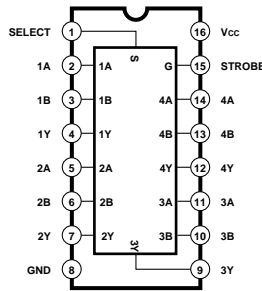 SELECT 1 16 Vcc
S
1A 2 1A G 15 STROBE
1B 3 1B 4A 14 4A
1Y 4 1Y 4B 13 4B
2A 5 2A 4Y 12 4Y
2B 6 2B 3A 11 3A
2Y 7 2Y 3B 10 3B
3Y
GND 8 9 3Y